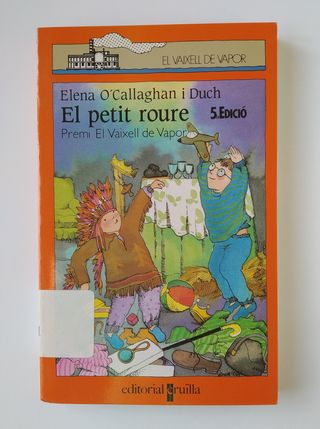 EL VAIXELL DE VAPOR
Elena O'Callaghan i Duch
El petit roure
5.EDICIÓ
Premi El Vaixell de Vapor
editorial cruïlla